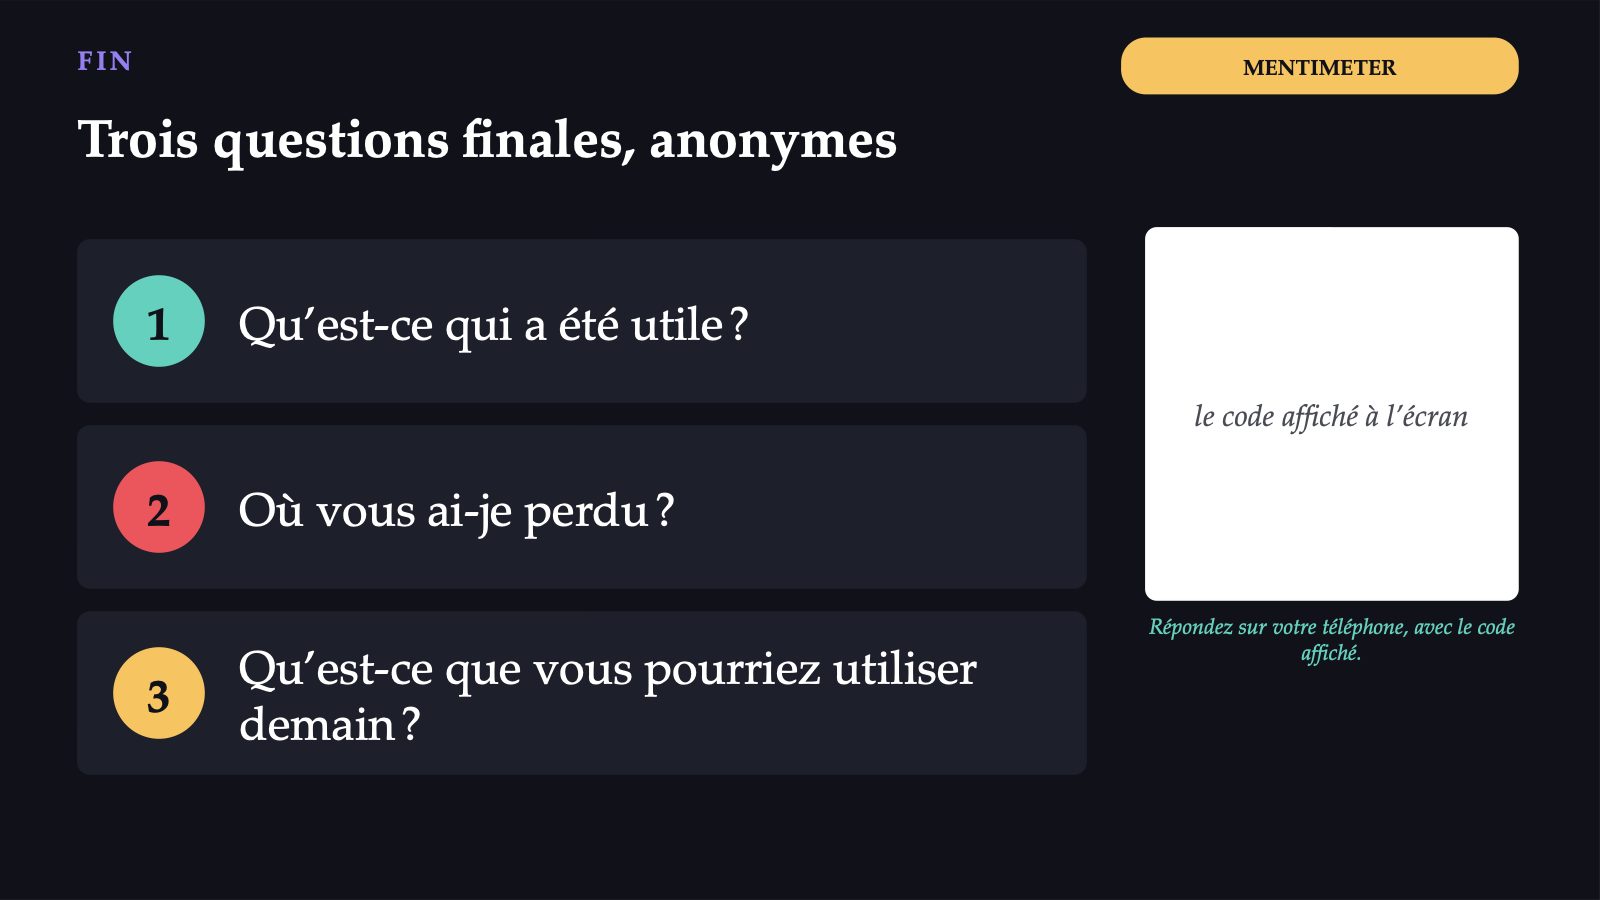 FIN
MENTIMETER
Trois questions finales, anonymes
1
Qu’est-ce qui a été utile ?
2
Où vous ai-je perdu ?
3
Qu’est-ce que vous pourriez utiliser
demain ?
le code affiché à l’écran
Répondez sur votre téléphone, avec le code
affiché.